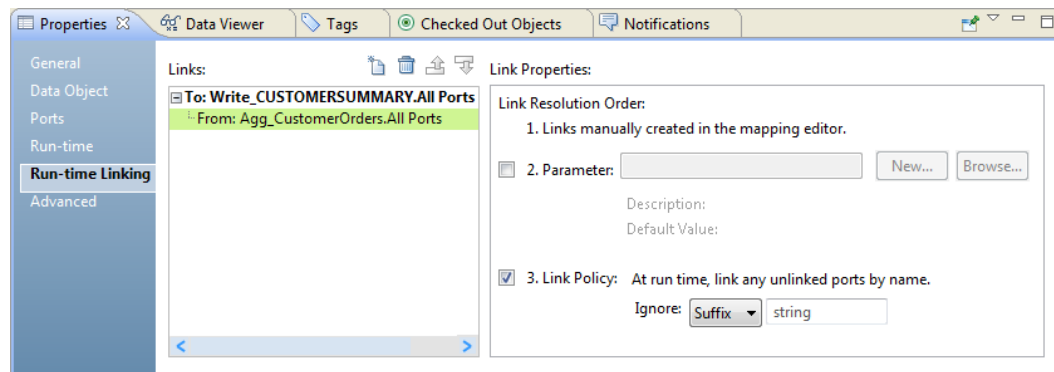 Properties Data Viewer Tags Checked Out Objects Notifications
General
Data Object
Ports
Run-time
Run-time Linking
Advanced
Links:
To: Write_CUSTOMERSUMMARY.All Ports
From: Agg_CustomerOrders.All Ports
Link Properties:
Link Resolution Order:
1. Links manually created in the mapping editor.
2. Parameter: New... Browse...
Description:
Default Value:
3. Link Policy: At run time, link any unlinked ports by name.
Ignore: Suffix string